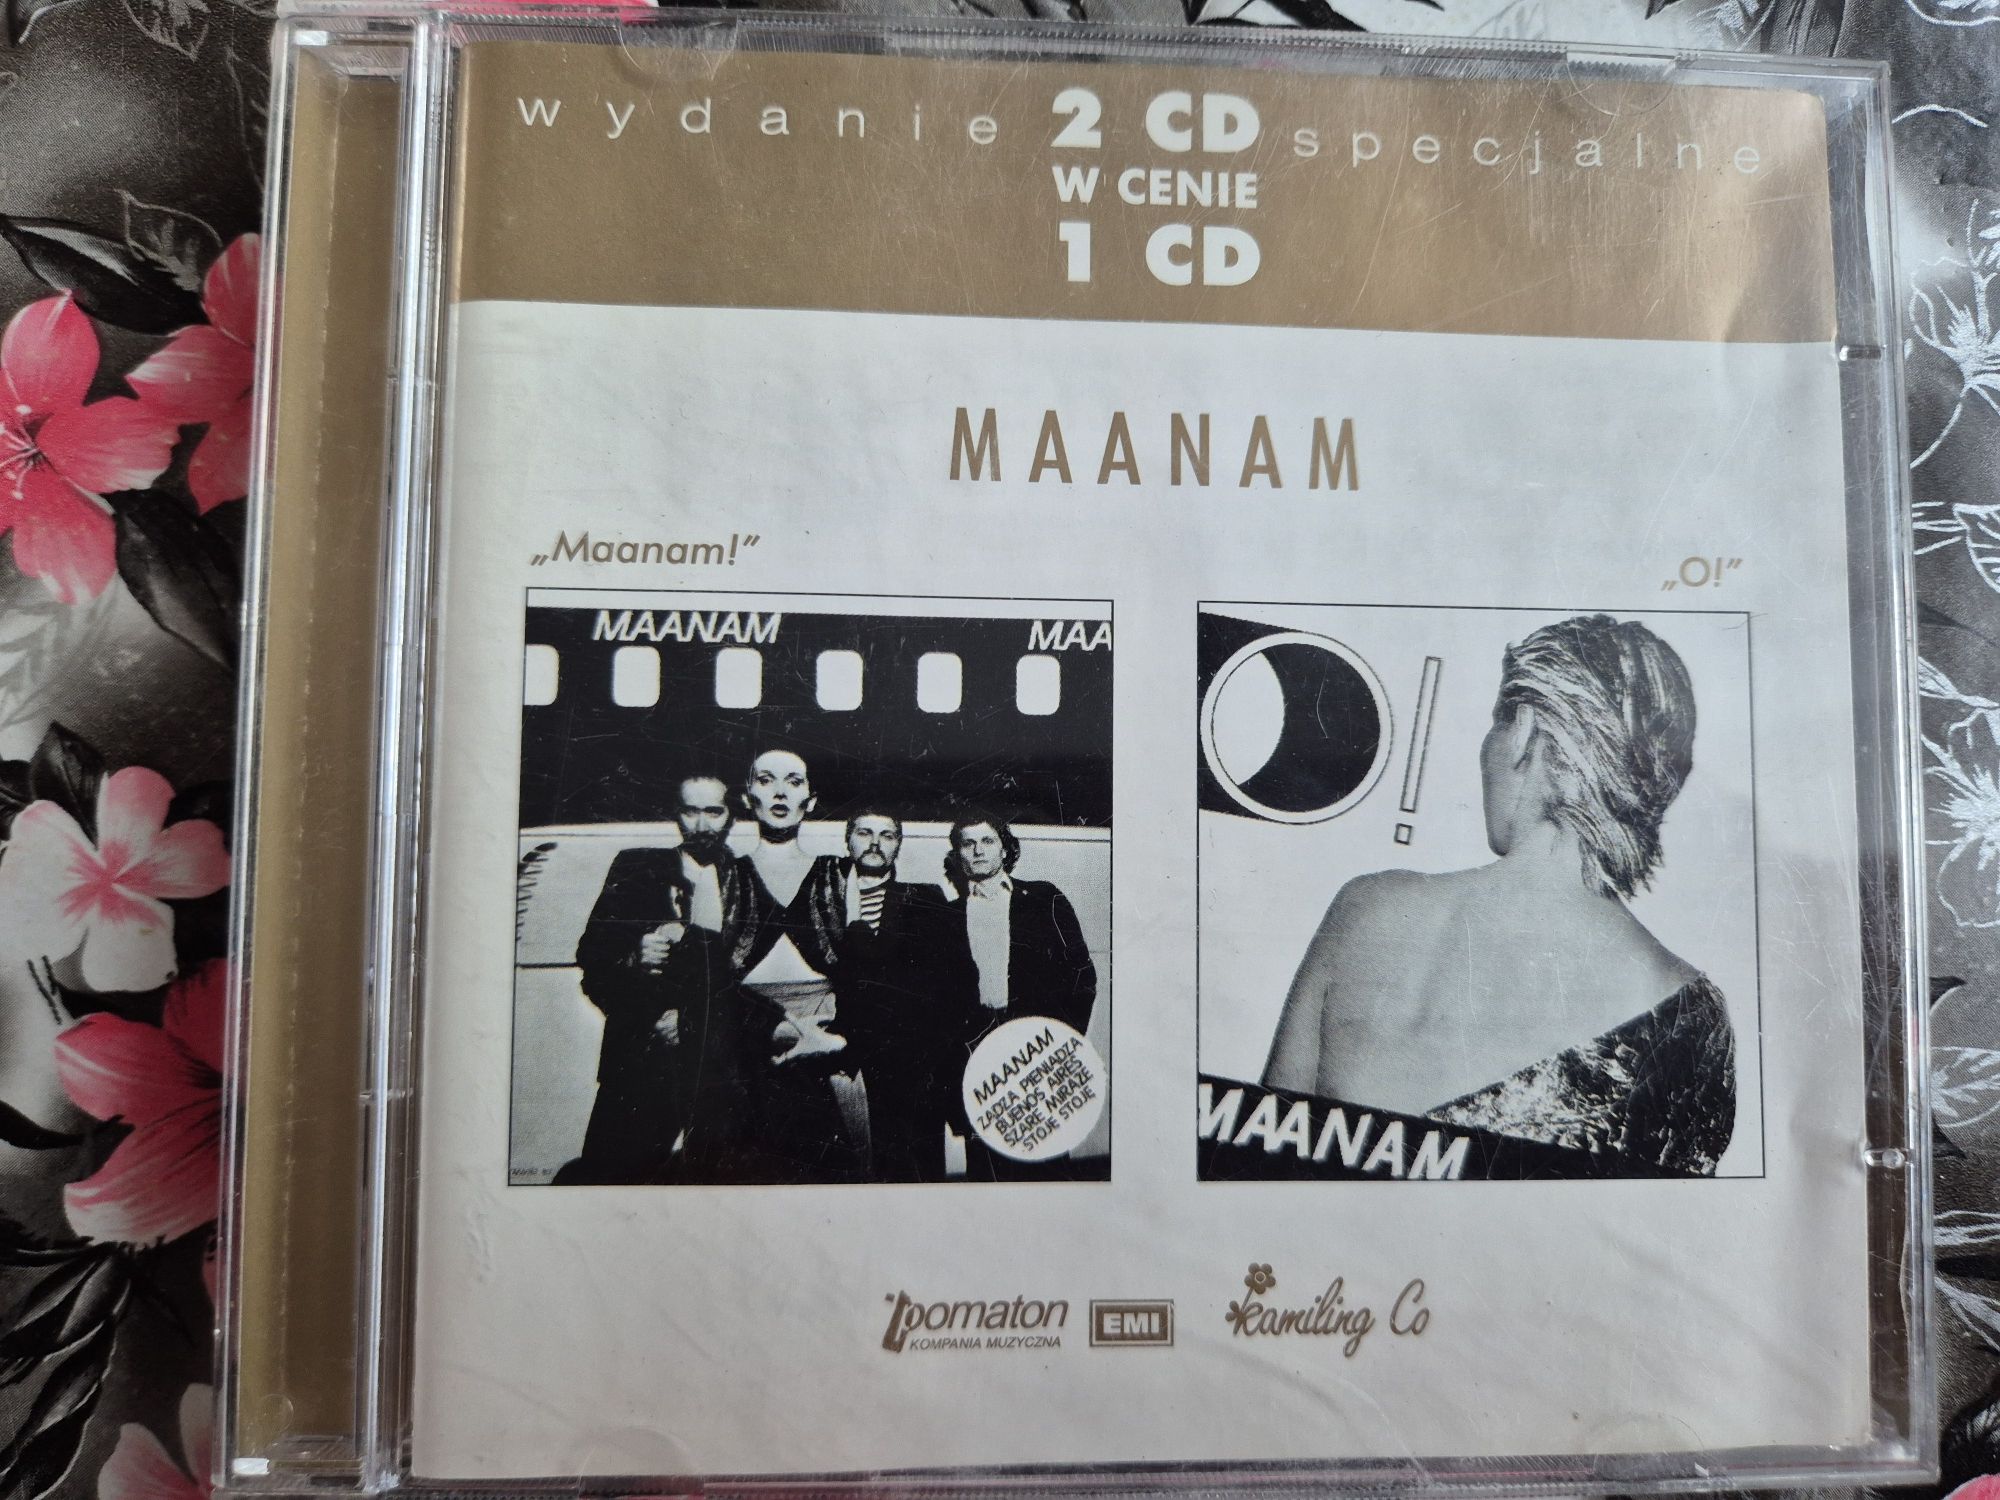 wydanie 2 CD specjalne
W CENIE
1 CD
MAANAM
„Maanam!”
„O!”
MAANAM MAA
MAANAM
ŻĄDZA PIENIĄDZA
BUENOS AIRES
SZARE MIRAŻE
STOJĘ STOJĘ
O!
MAANAM
pomaton
KOMPANIA MUZYCZNA
EMI
Kamiling Co